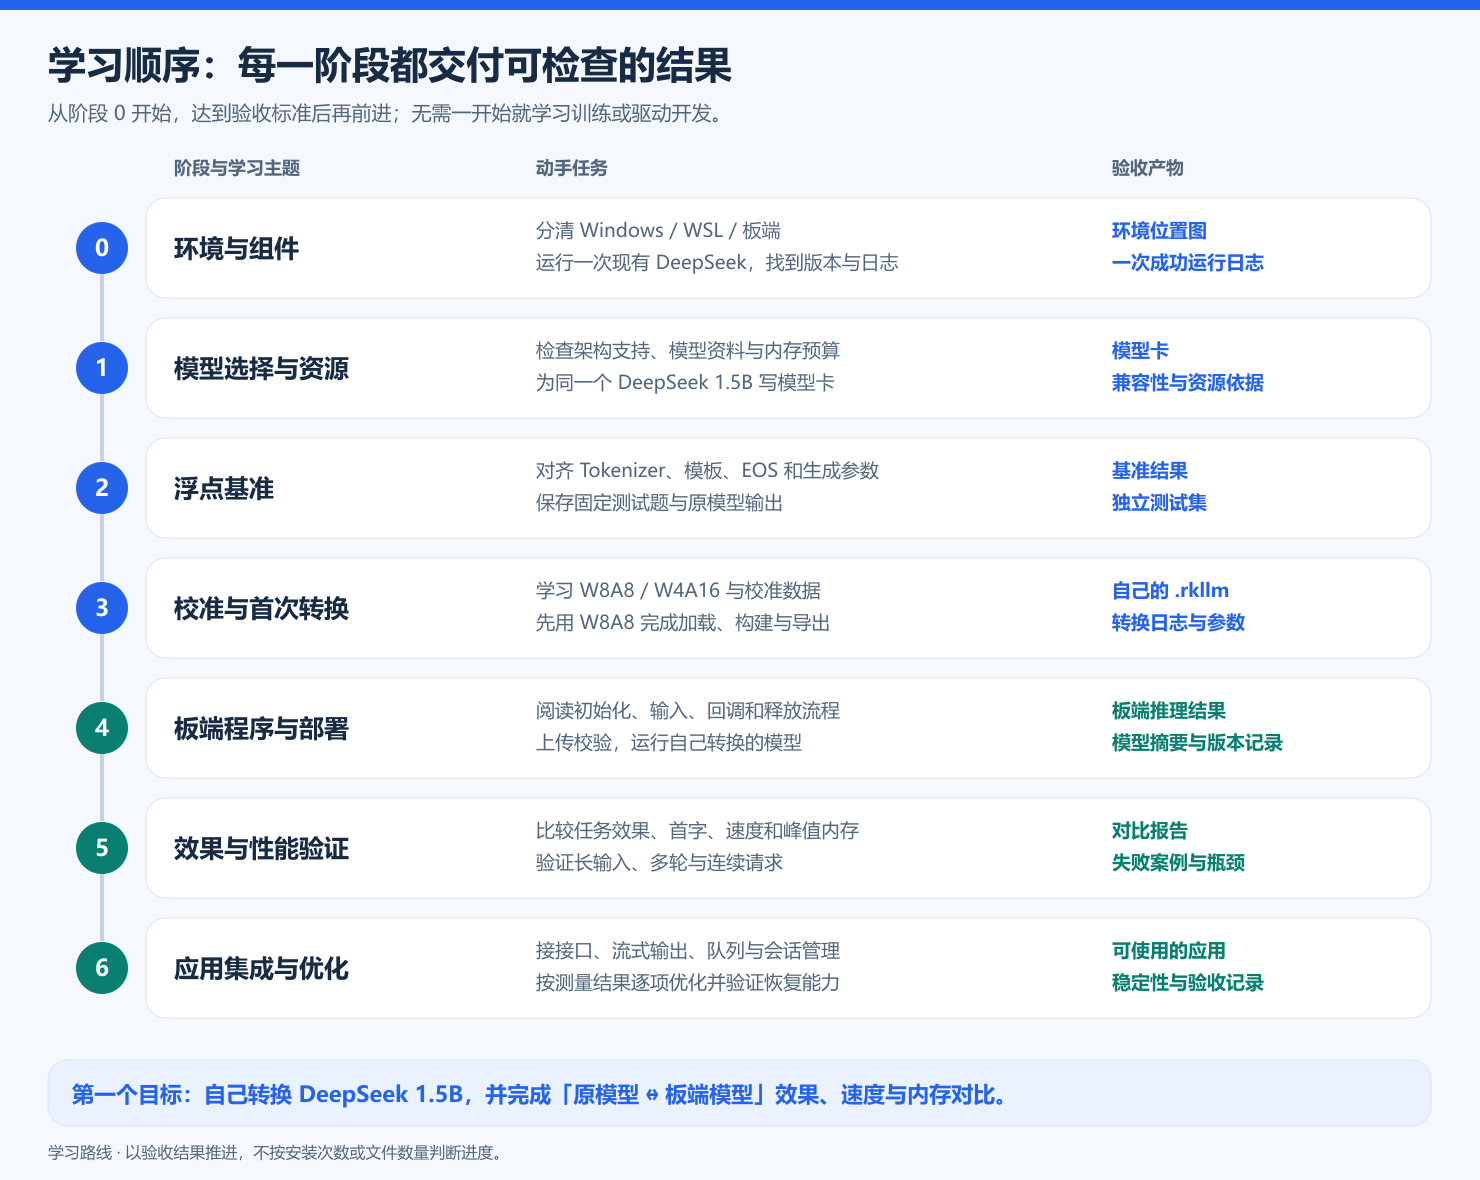 学习顺序：每一阶段都交付可检查的结果
从阶段 0 开始，达到验收标准后再前进；无需一开始就学习训练或驱动开发。
阶段与学习主题
动手任务
验收产物
0
环境与组件
分清 Windows / WSL / 板端
运行一次现有 DeepSeek，找到版本与日志
环境位置图
一次成功运行日志
1
模型选择与资源
检查架构支持、模型资料与内存预算
为同一个 DeepSeek 1.5B 写模型卡
模型卡
兼容性与资源依据
2
浮点基准
对齐 Tokenizer、模板、EOS 和生成参数
保存固定测试题与原模型输出
基准结果
独立测试集
3
校准与首次转换
学习 W8A8 / W4A16 与校准数据
先用 W8A8 完成加载、构建与导出
自己的 .rkllm
转换日志与参数
4
板端程序与部署
阅读初始化、输入、回调和释放流程
上传校验，运行自己转换的模型
板端推理结果
模型摘要与版本记录
5
效果与性能验证
比较任务效果、首字、速度和峰值内存
验证长输入、多轮与连续请求
对比报告
失败案例与瓶颈
6
应用集成与优化
接接口、流式输出、队列与会话管理
按测量结果逐项优化并验证恢复能力
可使用的应用
稳定性与验收记录
第一个目标：自己转换 DeepSeek 1.5B，并完成「原模型 ↔ 板端模型」效果、速度与内存对比。
学习路线 · 以验收结果推进，不按安装次数或文件数量判断进度。